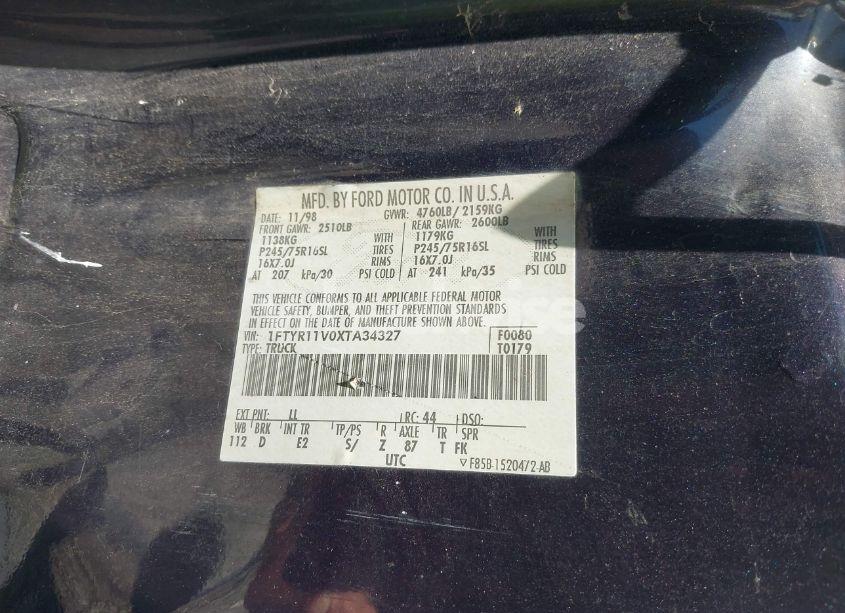 MFD. BY FORD MOTOR CO. IN U.S.A.
DATE: 11/98 GVWR: 4760LB/ 2159KG
FRONT GAWR: 2510LB REAR GAWR: 2600LB
1138KG WITH 1179KG WITH
P245/75R16SL TIRES P245/75R16SL TIRES
16X7.0J RIMS 16X7.0J RIMS
AT 207 kPa/30 PSI COLD AT 241 kPa/35 PSI COLD
THIS VEHICLE CONFORMS TO ALL APPLICABLE FEDERAL MOTOR
VEHICLE SAFETY, BUMPER, AND THEFT PREVENTION STANDARDS
IN EFFECT ON THE DATE OF MANUFACTURE SHOWN ABOVE.
VIN: 1FTYR11V0XTA34327 F0080
TYPE: TRUCK T0179
EXT PNT: LL RC: 44 DSO:
WB BRK INT TR TP/PS R AXLE TR SPR
112 D E2 S/ Z 87 T FK
UTC ▽ F85B-1520472-AB